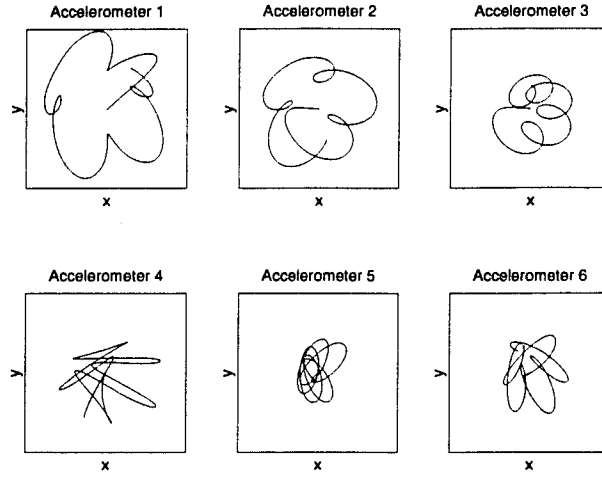 Accelerometer 1
Accelerometer 2
Accelerometer 3
y
y
y
x
x
x
Accelerometer 4
Accelerometer 5
Accelerometer 6
y
y
y
x
x
x